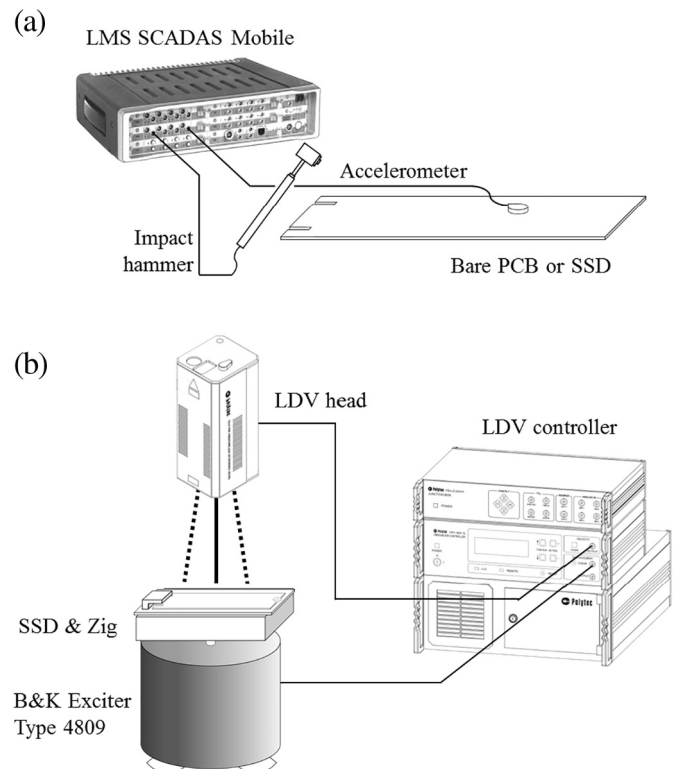 (a)
LMS SCADAS Mobile
Accelerometer
Impact
hammer
Bare PCB or SSD
(b)
LDV head
LDV controller
SSD & Zig
B&K Exciter
Type 4809
Polytec